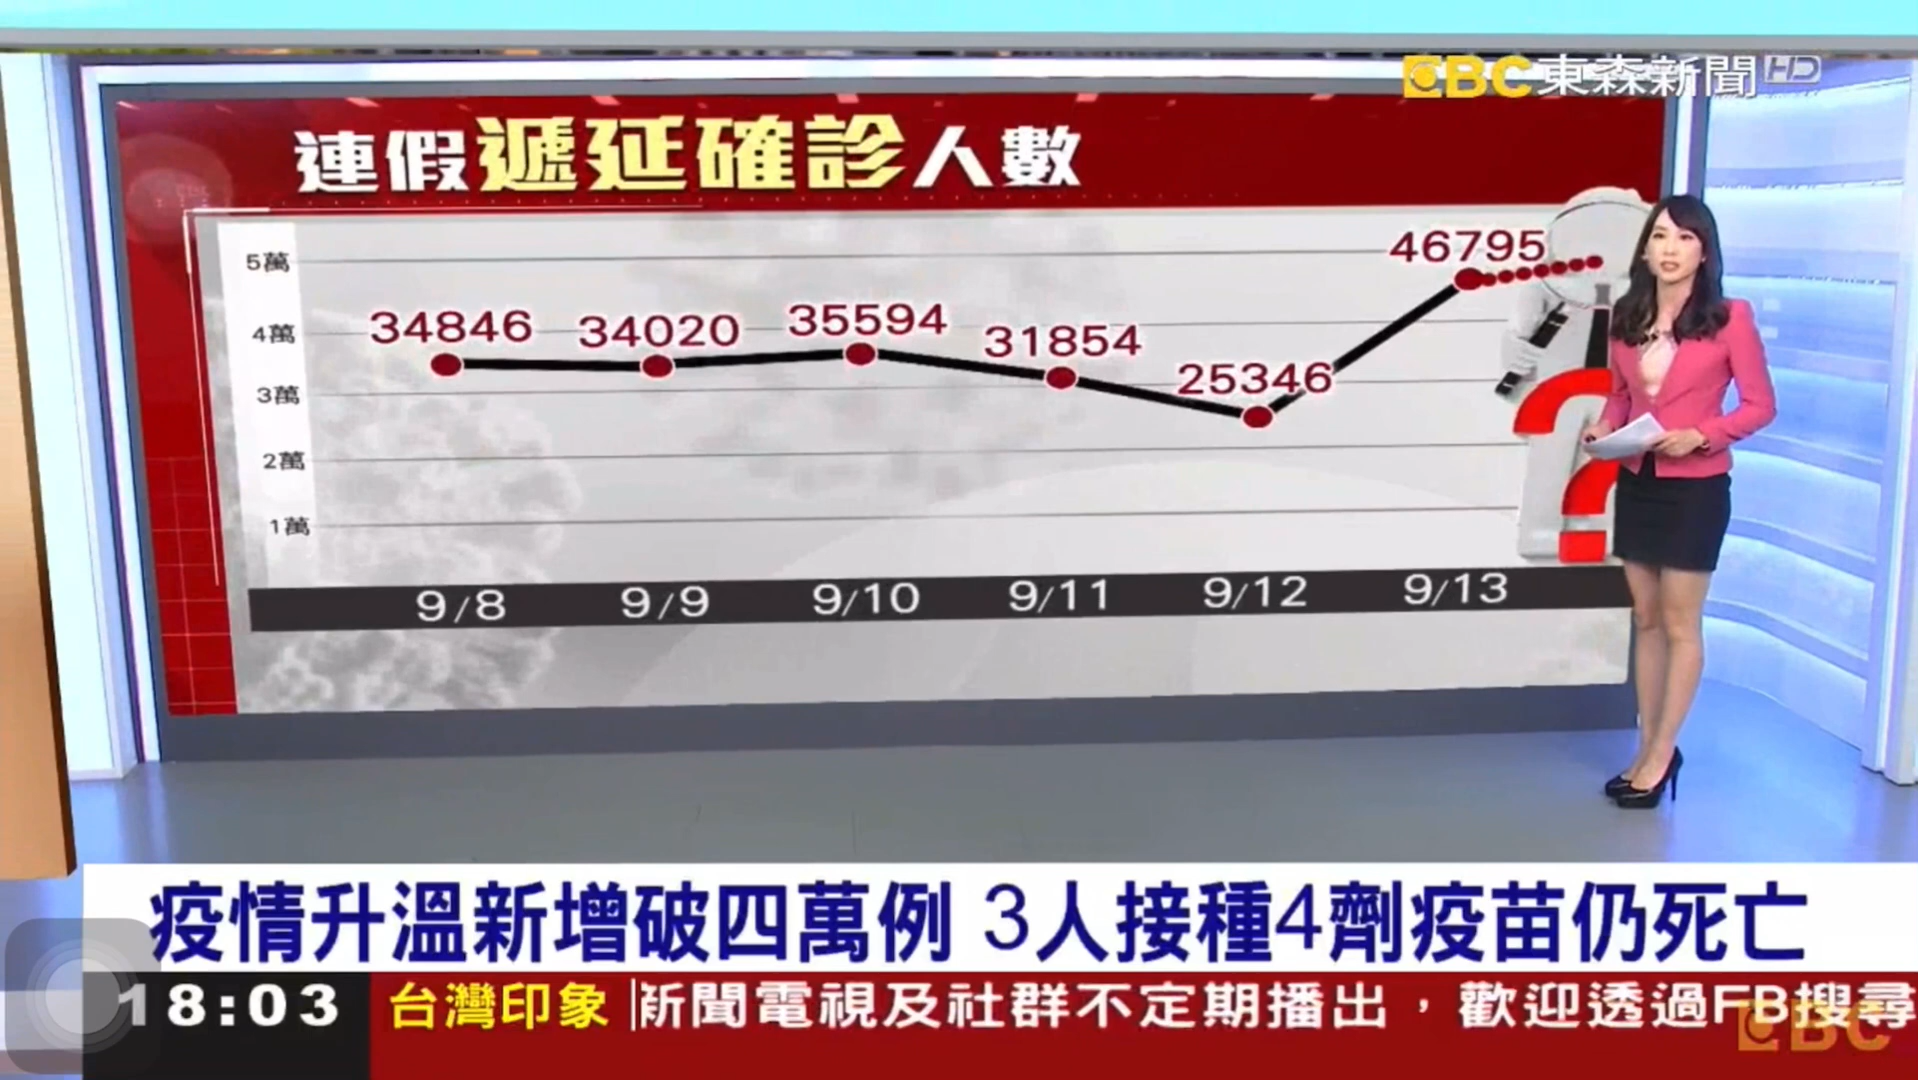 EBC東森新聞HD
連假遞延確診人數
5萬
4萬
3萬
2萬
1萬
34846
34020
35594
31854
25346
46795
?
9/8
9/9
9/10
9/11
9/12
9/13
疫情升溫新增破四萬例 3人接種4劑疫苗仍死亡
18:03
台灣印象
新聞電視及社群不定期播出，歡迎透過FB搜尋
EBC